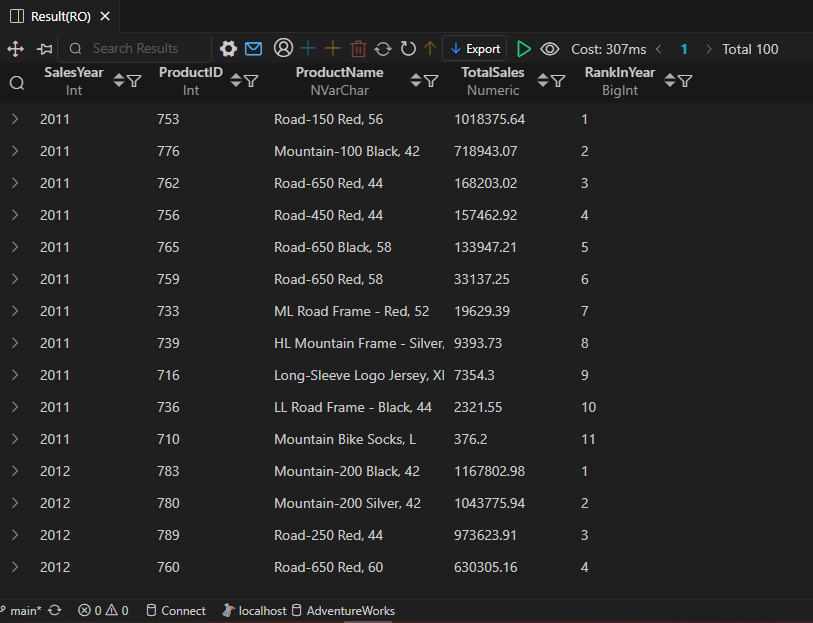 Result(RO)
Search Results Export Cost: 307ms 1 Total 100
SalesYear ProductID ProductName TotalSales RankInYear
Int Int NVarChar Numeric BigInt
2011 753 Road-150 Red, 56 1018375.64 1
2011 776 Mountain-100 Black, 42 718943.07 2
2011 762 Road-650 Red, 44 168203.02 3
2011 756 Road-450 Red, 44 157462.92 4
2011 765 Road-650 Black, 58 133947.21 5
2011 759 Road-650 Red, 58 33137.25 6
2011 733 ML Road Frame - Red, 52 19629.39 7
2011 739 HL Mountain Frame - Silver, 9393.73 8
2011 716 Long-Sleeve Logo Jersey, Xl 7354.3 9
2011 736 LL Road Frame - Black, 44 2321.55 10
2011 710 Mountain Bike Socks, L 376.2 11
2012 783 Mountain-200 Black, 42 1167802.98 1
2012 780 Mountain-200 Silver, 42 1043775.94 2
2012 789 Road-250 Red, 44 973623.91 3
2012 760 Road-650 Red, 60 630305.16 4
main* 0 0 Connect localhost AdventureWorks